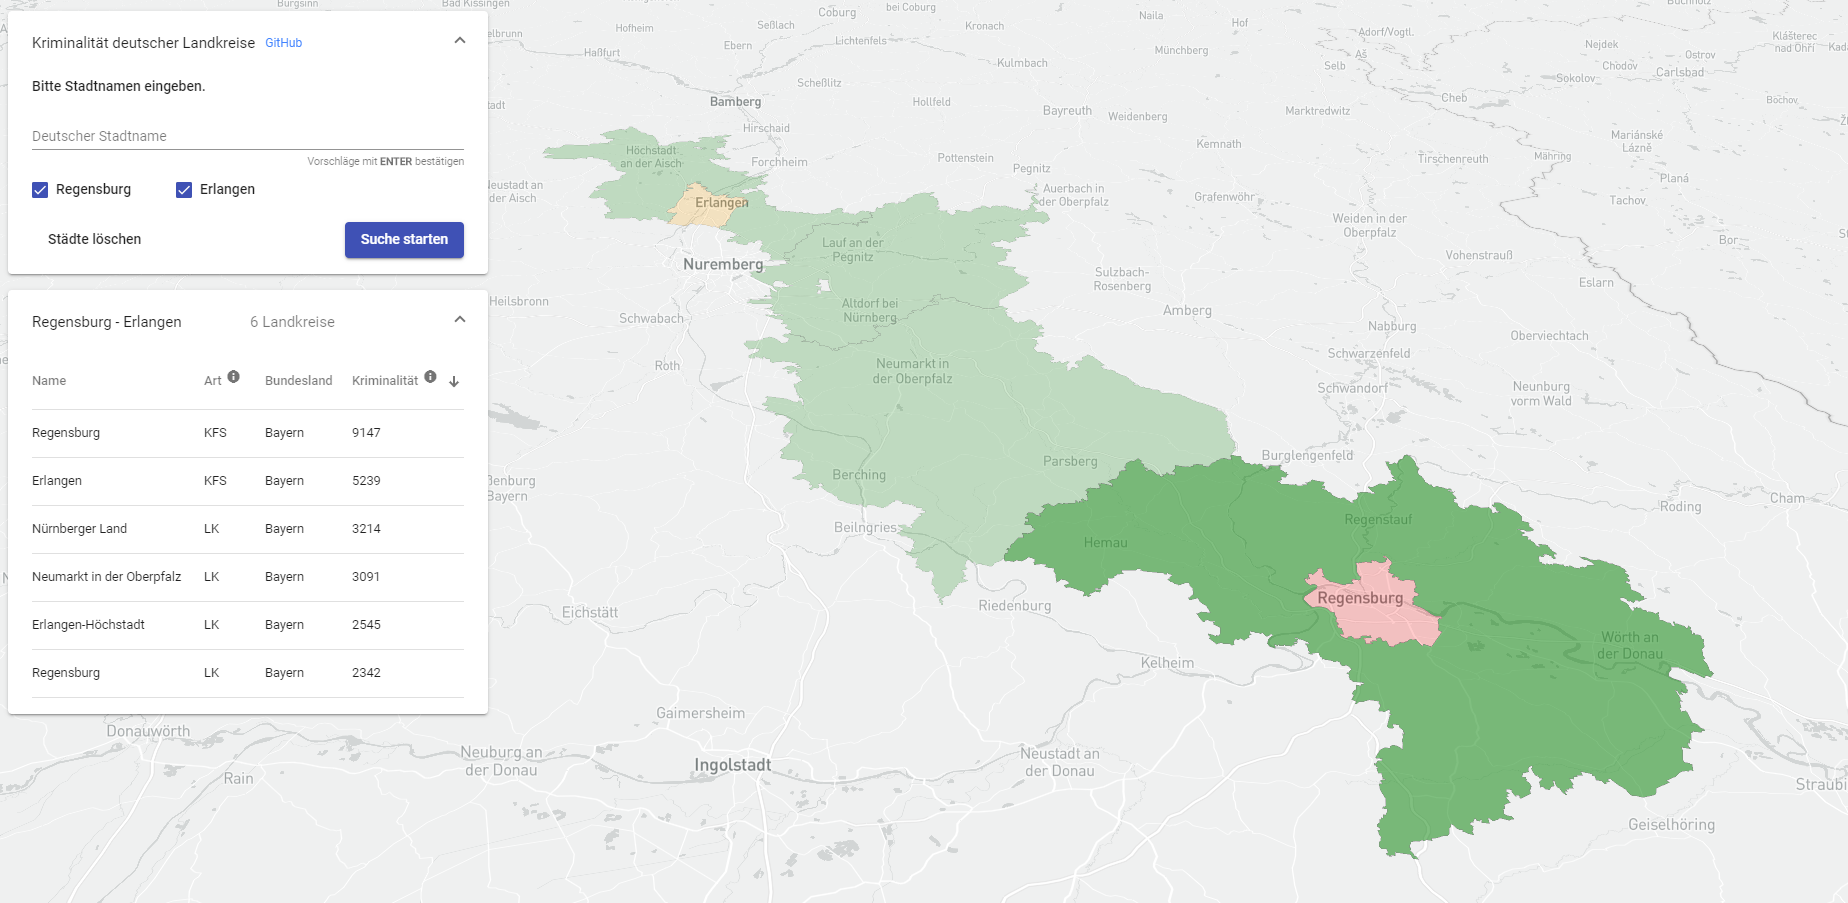 Kriminalität deutscher Landkreise GitHub
Bitte Stadtnamen eingeben.
Deutscher Stadtname
Vorschläge mit ENTER bestätigen
Regensburg Erlangen
Städte löschen Suche starten
Regensburg - Erlangen 6 Landkreise
Name Art Bundesland Kriminalität
Regensburg KFS Bayern 9147
Erlangen KFS Bayern 5239
Nürnberger Land LK Bayern 3214
Neumarkt in der Oberpfalz LK Bayern 3091
Erlangen-Höchstadt LK Bayern 2545
Regensburg LK Bayern 2342
Burgsinn
Bad Kissingen
Coburg
bei Coburg
Naila
Hof
Hofheim
Seßlach
Kronach
Adorf/Vogtl.
Klášterec
nad Ohří
Kadaň
Ebern
Lichtenfels
Münchberg
Aš
Nejdek
Ostrov
Haßfurt
Kulmbach
Selb
Chodov
Sokolov
Carlsbad
Scheßlitz
Bamberg
Hollfeld
Bayreuth
Weidenberg
Marktredwitz
Cheb
Hirschaid
Höchstadt
an der Aisch
Forchheim
Pottenstein
Pegnitz
Kemnath
Tirschenreuth
Mähring
Mariánské
Lázně
Planá
Neustadt an
der Aisch
Erlangen
Auerbach in
der Oberpfalz
Grafenwöhr
Tachov
Weiden in der
Oberpfalz
Lauf an der
Pegnitz
Nuremberg
Sulzbach-
Rosenberg
Vohenstrauß
Bor
Eslarn
Heilsbronn
Schwabach
Altdorf bei
Nürnberg
Amberg
Nabburg
Oberviechtach
Roth
Neumarkt in
der Oberpfalz
Schwarzenfeld
Schwandorf
Neunburg
vorm Wald
Berching
Parsberg
Burglengenfeld
Cham
Roding
Beilngries
Hemau
Regenstauf
Eichstätt
Riedenburg
Regensburg
Wörth an
der Donau
Kelheim
Gaimersheim
Donauwörth
Neuburg an
der Donau
Ingolstadt
Neustadt an
der Donau
Rain
Geiselhöring